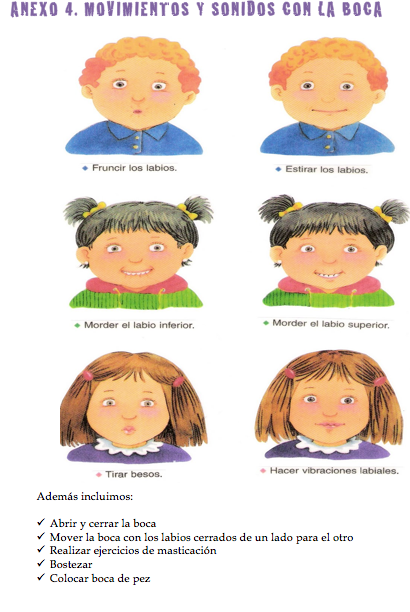 ANEXO 4. MOVIMIENTOS Y SONIDOS CON LA BOCA
Fruncir los labios.
Estirar los labios.
Morder el labio inferior.
Morder el labio superior.
Tirar besos.
Hacer vibraciones labiales.
Además incluimos:
✓ Abrir y cerrar la boca
✓ Mover la boca con los labios cerrados de un lado para el otro
✓ Realizar ejercicios de masticación
✓ Bostezar
✓ Colocar boca de pez